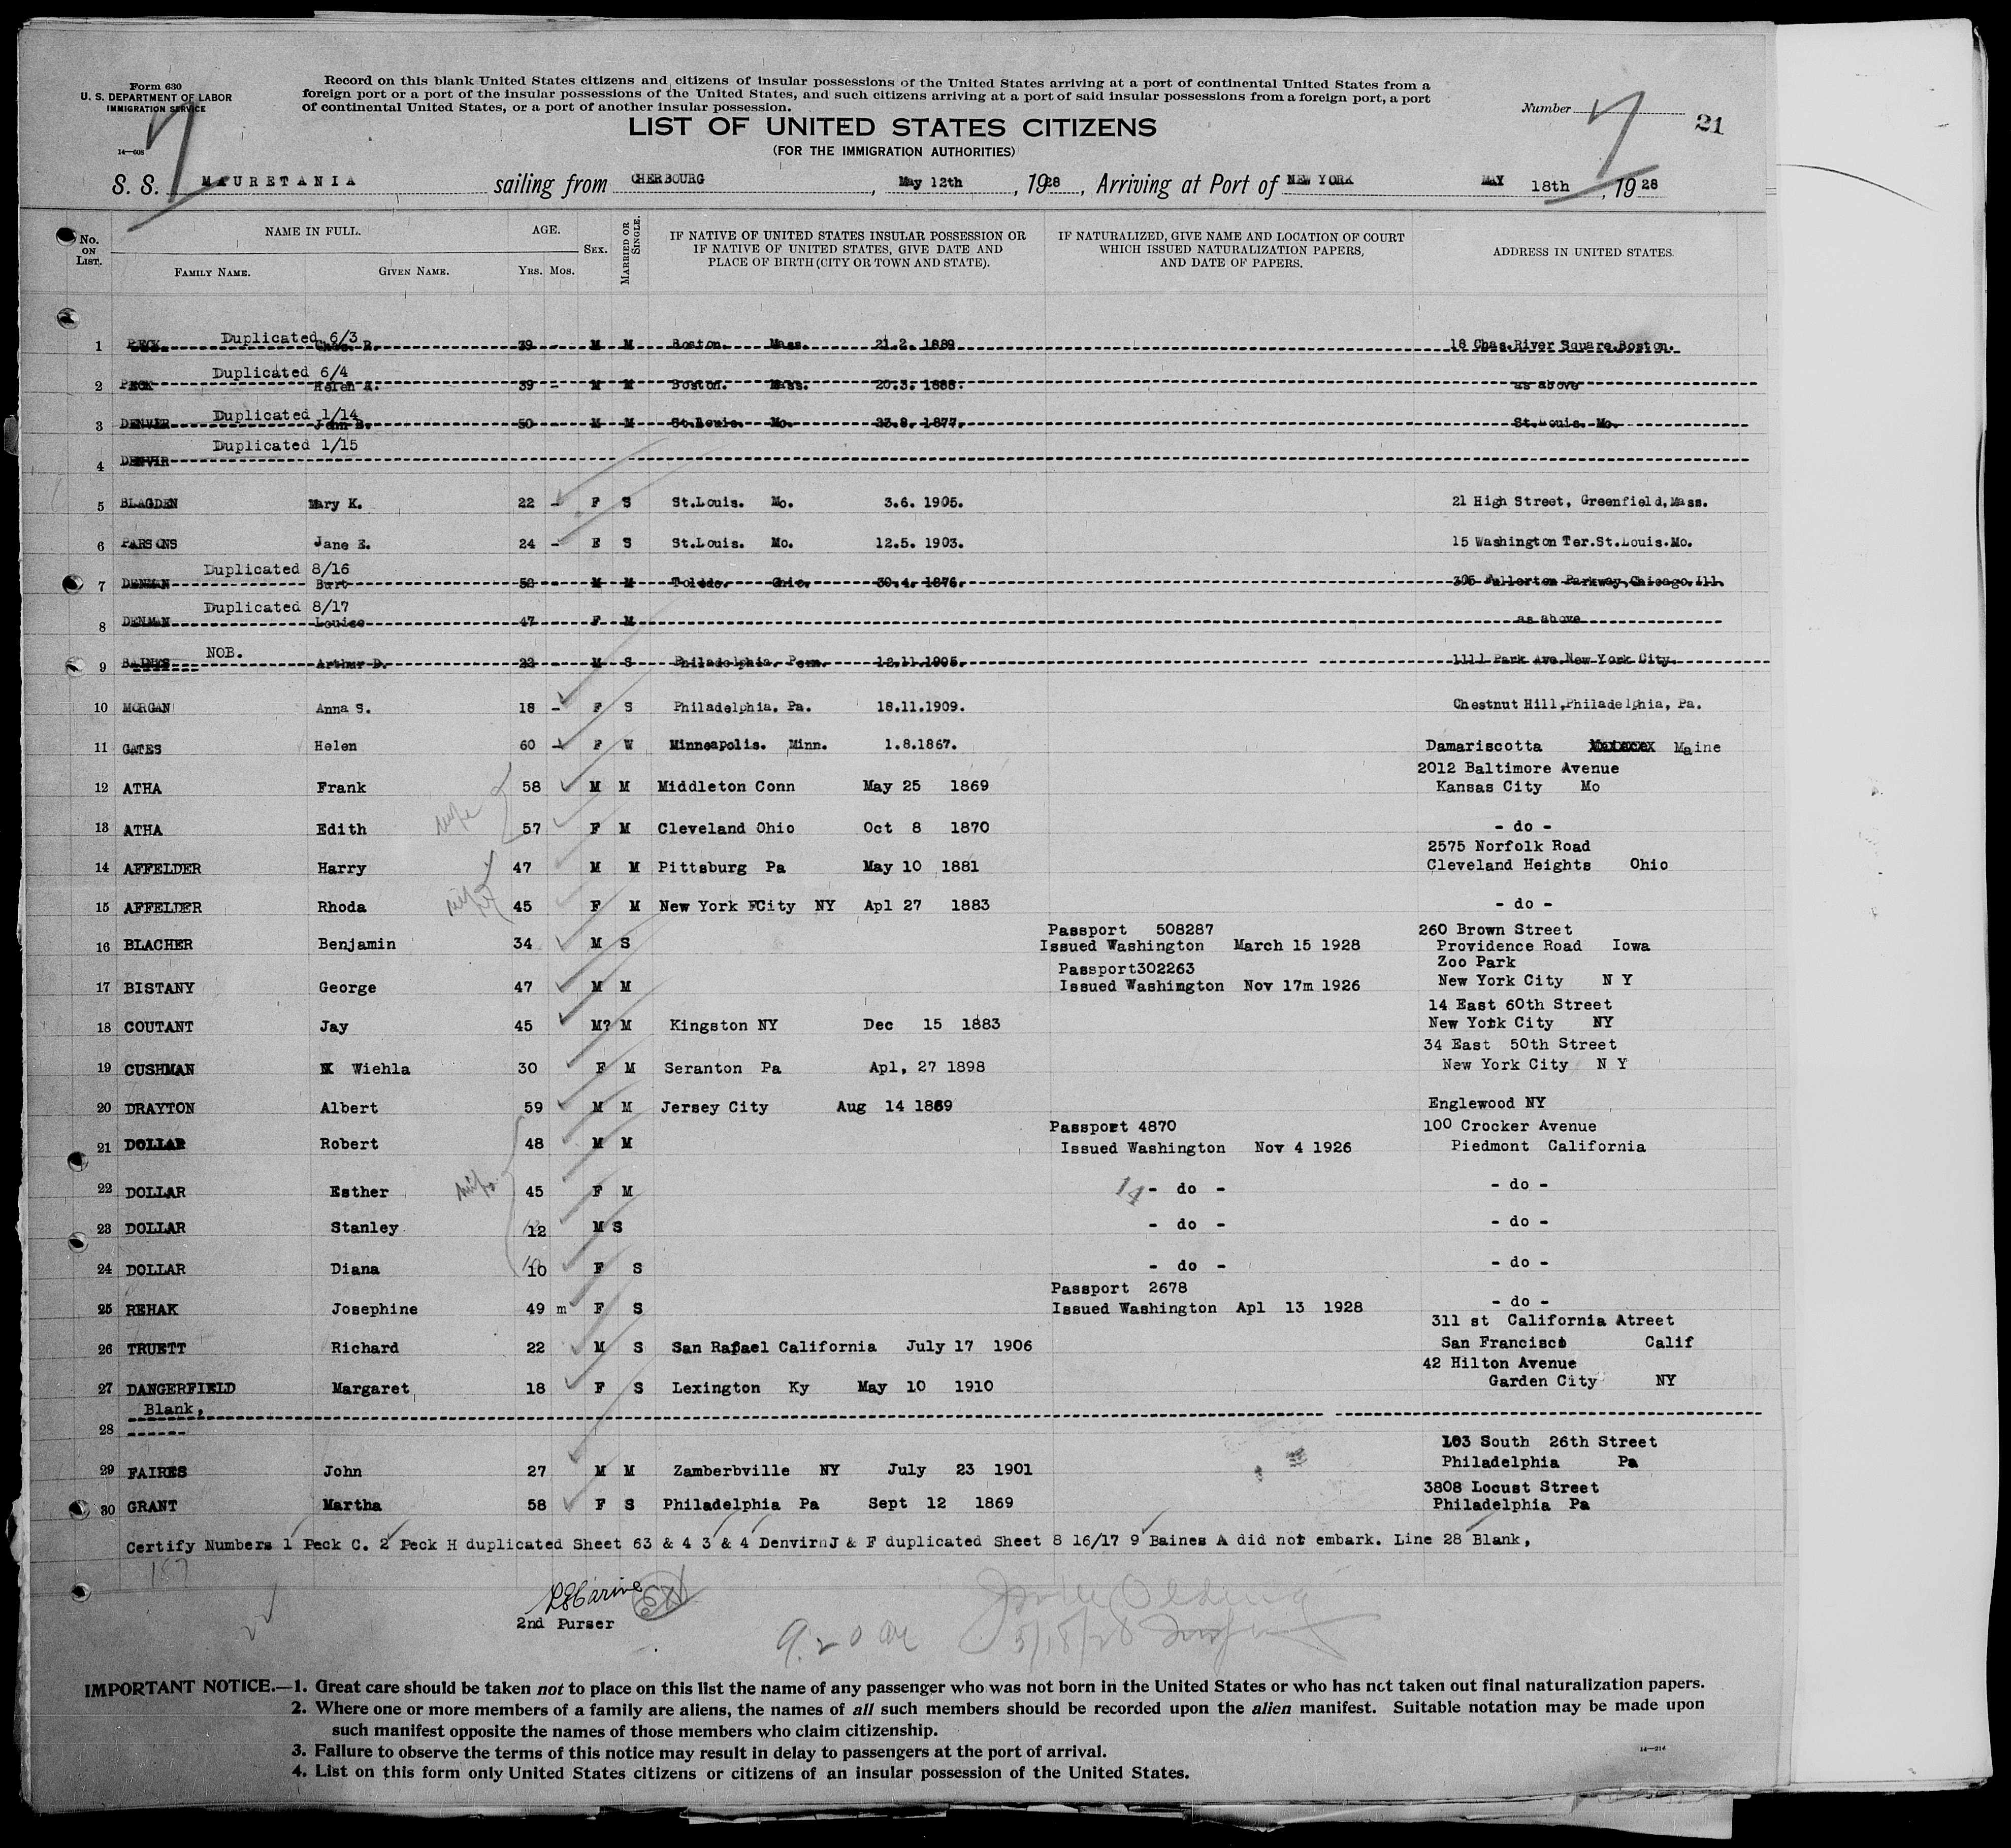 Form 630
U. S. DEPARTMENT OF LABOR
IMMIGRATION SERVICE
14—608
Record on this blank United States citizens and citizens of insular possessions of the United States arriving at a port of continental United States from a
foreign port or a port of the insular possessions of the United States, and such citizens arriving at a port of said insular possessions from a foreign port, a port
of continental United States, or a port of another insular possession.
Number 7 21
7
LIST OF UNITED STATES CITIZENS
(FOR THE IMMIGRATION AUTHORITIES)
S. S. MAURETANIA sailing from CHERBOURG, May 12th, 1928, Arriving at Port of NEW YORK MAY 18th, 1928
No. ON LIST. NAME IN FULL. FAMILY NAME. GIVEN NAME. AGE. YRS. MOS. SEX. MARRIED OR SINGLE. IF NATIVE OF UNITED STATES INSULAR POSSESSION OR IF NATIVE OF UNITED STATES, GIVE DATE AND PLACE OF BIRTH (CITY OR TOWN AND STATE). IF NATURALIZED, GIVE NAME AND LOCATION OF COURT WHICH ISSUED NATURALIZATION PAPERS, AND DATE OF PAPERS. ADDRESS IN UNITED STATES.
Duplicated 6/3
1 PECK Chas. R. 39 - M M Boston. Mass. 21.2. 1889 18 Chas.River Square.Boston.
Duplicated 6/4
2 PECK Helen A. 39 - M M Boston. Mass. 20.3. 1888. as above
Duplicated 1/14
3 DENVER John B. 50 - M M St.Louis. Mo. 23.8. 1877. St.Louis. Mo.
Duplicated 1/15
4 DENVIR
5 BLAGDEN Mary K. 22 - F S St.Louis. Mo. 3.6. 1905. 21 High Street, Greenfield,Mass.
6 PARSONS Jane E. 24 - F S St.Louis. Mo. 12.5. 1903. 15 Washington Ter.St.Louis.Mo.
Duplicated 8/16
7 DENMAN Burt 52 - M M Toledo. Ohio. 30.4. 1876. 305 Fullerton Parkway,Chicago.Ill.
Duplicated 8/17
8 DENMAN Louise 47 F M as above
NOB.
9 BAINES Arthur D. 22 - M S Philadelphia. Penn. 12.11.1905. 1111 Park Ave.New York City.
10 MORGAN Anna S. 18 - F S Philadelphia. Pa. 18.11.1909. Chestnut Hill,Philadelphia, Pa.
11 GATES Helen 60 - F W Minneapolis. Minn. 1.8.1867. Damariscotta Maine
2012 Baltimore Avenue
12 ATHA Frank 58 M M Middleton Conn May 25 1869 Kansas City Mo
wife
13 ATHA Edith 57 F M Cleveland Ohio Oct 8 1870 - do -
2575 Norfolk Road
14 AFFELDER Harry 47 M M Pittsburg Pa May 10 1881 Cleveland Heights Ohio
wife
15 AFFELDER Rhoda 45 F M New York FCity NY Apl 27 1883 - do -
Passport 508287 260 Brown Street
16 BLACHER Benjamin 34 M S Issued Washington March 15 1928 Providence Road Iowa
Passport302263 Zoo Park
17 BISTANY George 47 M M Issued Washington Nov 17m 1926 New York City N Y
14 East 60th Street
18 COUTANT Jay 45 M? M Kingston NY Dec 15 1883 New York City NY
34 East 50th Street
19 CUSHMAN Wiehla 30 F M Seranton Pa Apl, 27 1898 New York City N Y
20 DRAYTON Albert 59 M M Jersey City Aug 14 1869 Englewood NY
Passport 4870 100 Crocker Avenue
21 DOLLAR Robert 48 M M Issued Washington Nov 4 1926 Piedmont California
22 DOLLAR Esther wife 45 F M 14 - do - - do -
23 DOLLAR Stanley 12 M S - do - - do -
24 DOLLAR Diana 10 F S - do - - do -
Passport 2678
25 REHAK Josephine 49 m F S Issued Washington Apl 13 1928 - do -
311 st California Atreet
26 TRUETT Richard 22 M S San Rafael California July 17 1906 San Francisco Calif
42 Hilton Avenue
27 DANGERFIELD Margaret 18 F S Lexington Ky May 10 1910 Garden City NY
Blank,
28
103 South 26th Street
29 FAIRES John 27 M M Zamberbville NY July 23 1901 Philadelphia Pa
3808 Locust Street
30 GRANT Martha 58 F S Philadelphia Pa Sept 12 1869 Philadelphia Pa
Certify Numbers 1 Peck C. 2 Peck H duplicated Sheet 63 & 4 3 & 4 DenvirnJ & F duplicated Sheet 8 16/17 9 Baines A did not embark. Line 28 Blank,
2nd Purser
9.20 am
5/18/28
IMPORTANT NOTICE.—1. Great care should be taken not to place on this list the name of any passenger who was not born in the United States or who has not taken out final naturalization papers.
2. Where one or more members of a family are aliens, the names of all such members should be recorded upon the alien manifest. Suitable notation may be made upon
such manifest opposite the names of those members who claim citizenship.
3. Failure to observe the terms of this notice may result in delay to passengers at the port of arrival.
4. List on this form only United States citizens or citizens of an insular possession of the United States.
14—214